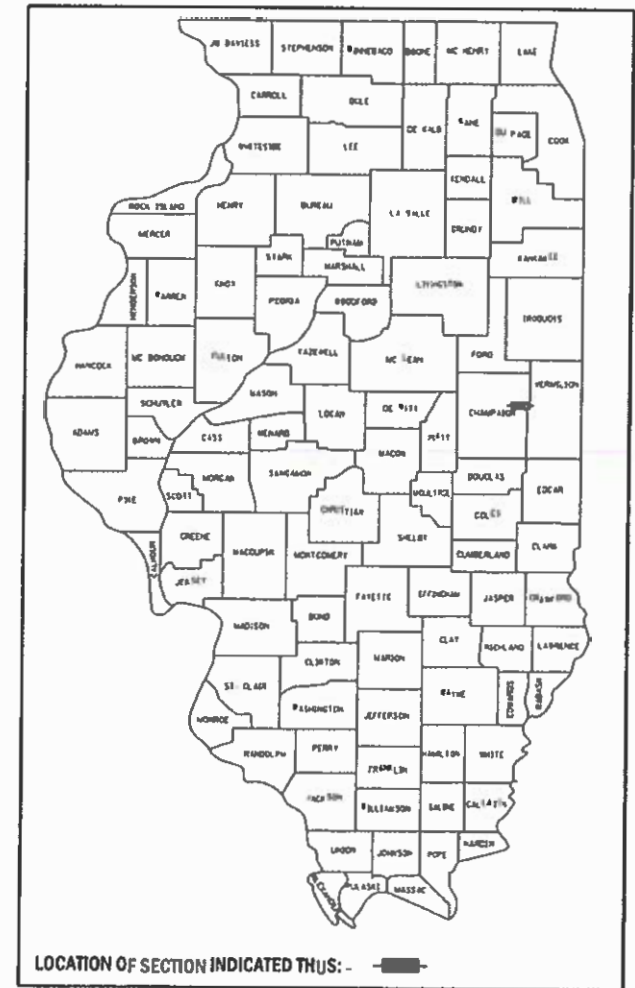 JO DAVIESS STEPHENSON WINNEBAGO BOONE MC HENRY LAKE
CARROLL OGLE DE KALB KANE DU PAGE COOK
WHITESIDE LEE
KENDALL WILL
ROCK ISLAND HENRY BUREAU LA SALLE GRUNDY
MERCER PUTNAM
STARK MARSHALL KANKAKEE
HENDERSON WARREN KNOX PEORIA WOODFORD LIVINGSTON IROQUOIS
HANCOCK MC DONOUGH FULTON TAZEWELL MC LEAN FORD
VERMILION
SCHUYLER MASON LOGAN DE WITT CHAMPAIGN
ADAMS BROWN CASS MENARD MACON PIATT
PIKE SCOTT MORGAN SANGAMON MOULTRIE DOUGLAS EDGAR
CHRISTIAN COLES
GREENE MACOUPIN MONTGOMERY SHELBY CUMBERLAND CLARK
CALHOUN JERSEY
FAYETTE EFFINGHAM JASPER CRAWFORD
MADISON BOND
CLAY RICHLAND LAWRENCE
CLINTON MARION
ST. CLAIR WAYNE EDWARDS WABASH
WASHINGTON JEFFERSON
MONROE
RANDOLPH PERRY HAMILTON WHITE
FRANKLIN
JACKSON WILLIAMSON SALINE GALLATIN
UNION JOHNSON POPE HARDIN
ALEXANDER PULASKI MASSAC
LOCATION OF SECTION INDICATED THUS: -